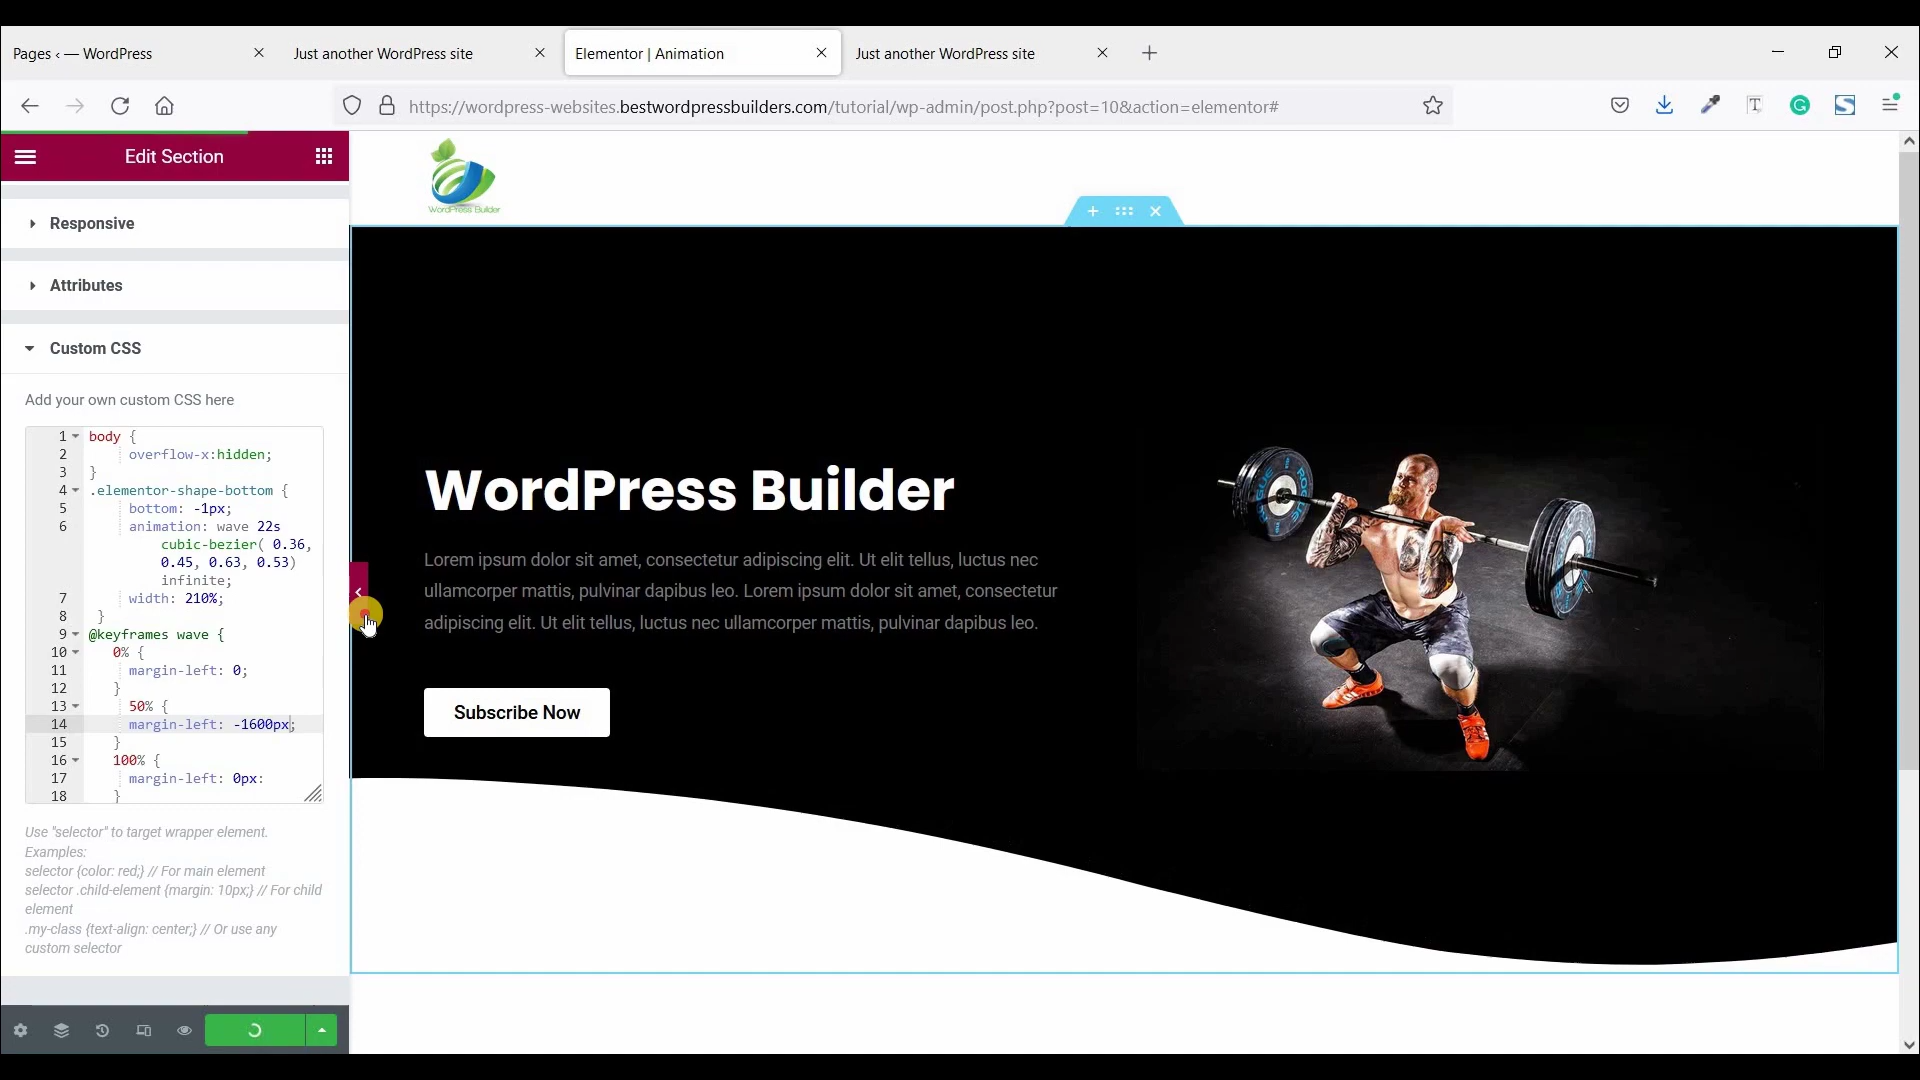 Pages ‹ — WordPress
Just another WordPress site
Elementor | Animation
Just another WordPress site
https://wordpress-websites.bestwordpressbuilders.com/tutorial/wp-admin/post.php?post=10&action=elementor#
Edit Section
WordPress Builder
Responsive
Attributes
Custom CSS
Add your own custom CSS here
1 body {
2 overflow-x:hidden;
3 }
4 .elementor-shape-bottom {
5 bottom: -1px;
6 animation: wave 22s
cubic-bezier( 0.36,
0.45, 0.63, 0.53)
infinite;
7 width: 210%;
8 }
9 @keyframes wave {
10 0% {
11 margin-left: 0;
12 }
13 50% {
14 margin-left: -1600px;
15 }
16 100% {
17 margin-left: 0px:
18 }
Use "selector" to target wrapper element.
Examples:
selector {color: red;} // For main element
selector .child-element {margin: 10px;} // For child
element
.my-class {text-align: center;} // Or use any
custom selector
WordPress Builder
Lorem ipsum dolor sit amet, consectetur adipiscing elit. Ut elit tellus, luctus nec
ullamcorper mattis, pulvinar dapibus leo. Lorem ipsum dolor sit amet, consectetur
adipiscing elit. Ut elit tellus, luctus nec ullamcorper mattis, pulvinar dapibus leo.
Subscribe Now
ROGUE